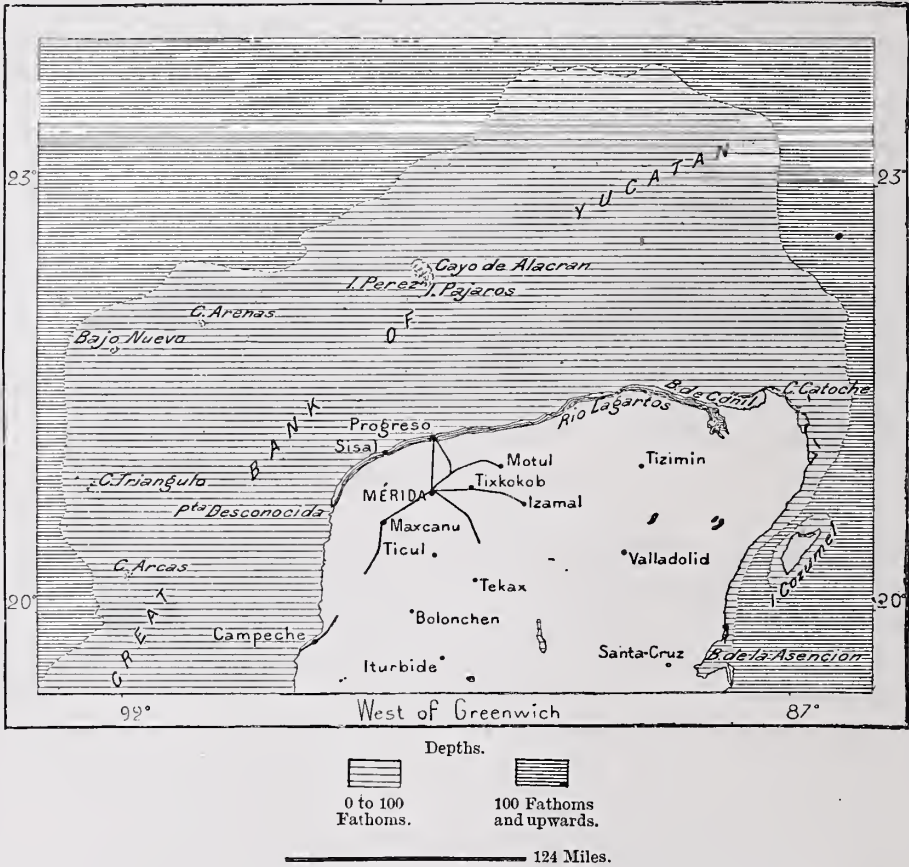 YUCATAN
23°
23°
Cayo de Alacran
I. Perez
I. Pajaros
C. Arenas
OF
Bajo Nuevo
B. de Conil
C. Catoche
Rio Lagartos
BANK
Progreso
Sisal
Motul
Tizimin
C. Triangulo
Tixkokob
MÉRIDA
Izamal
Pta Desconocida
Maxcanu
Ticul
Valladolid
I. Cozumel
C. Arcas
Tekax
20°
20°
GREAT
Bolonchen
Campeche
Santa-Cruz
B. de la Asencion
Iturbide
92°
West of Greenwich
87°
Depths.
0 to 100
Fathoms.
100 Fathoms
and upwards.
124 Miles.